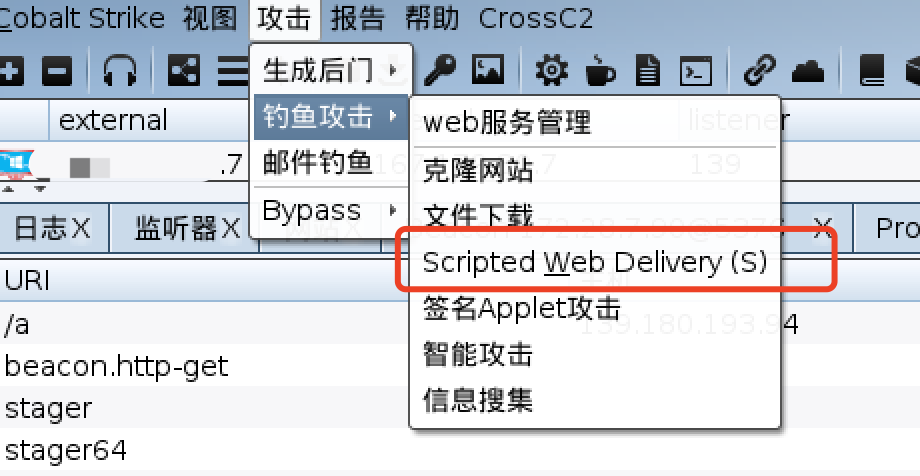 Cobalt Strike 视图 攻击 报告 帮助 CrossC2
生成后门
钓鱼攻击
邮件钓鱼
Bypass
web服务管理
克隆网站
文件下载
Scripted Web Delivery (S)
签名Applet攻击
智能攻击
信息搜集
external listener
.7 139
日志X 监听器X 网站X X Pro
URI
/a 139.180.193.94
beacon.http-get
stager
stager64